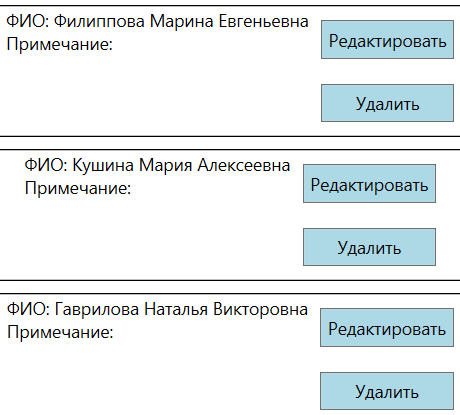 ФИО: Филиппова Марина Евгеньевна
Редактировать
Примечание:
Удалить
ФИО: Кушина Мария Алексеевна
Редактировать
Примечание:
Удалить
ФИО: Гаврилова Наталья Викторовна
Редактировать
Примечание:
Удалить